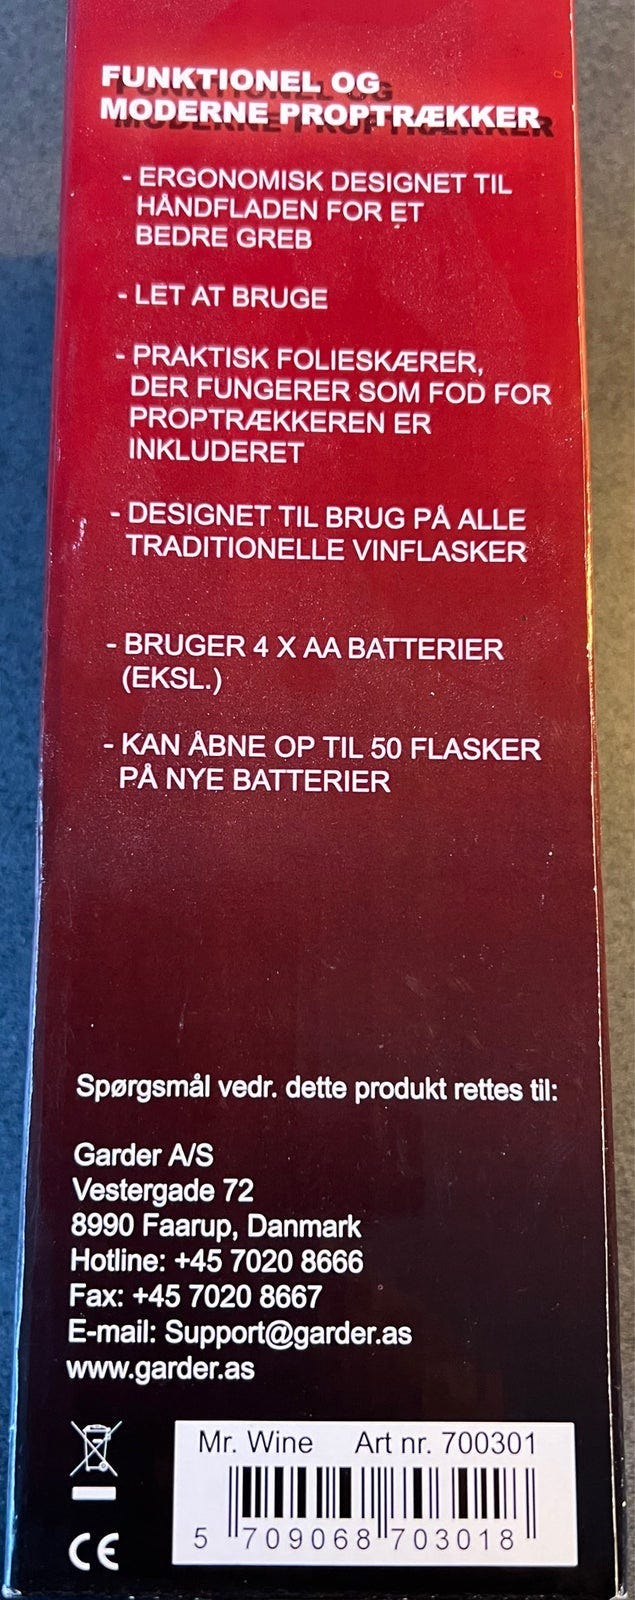 FUNKTIONEL OG
MODERNE PROPTRÆKKER
- ERGONOMISK DESIGNET TIL
HÅNDFLADEN FOR ET
BEDRE GREB
- LET AT BRUGE
- PRAKTISK FOLIESKÆRER,
DER FUNGERER SOM FOD FOR
PROPTRÆKKEREN ER
INKLUDERET
- DESIGNET TIL BRUG PÅ ALLE
TRADITIONELLE VINFLASKER
- BRUGER 4 X AA BATTERIER
(EKSL.)
- KAN ÅBNE OP TIL 50 FLASKER
PÅ NYE BATTERIER
Spørgsmål vedr. dette produkt rettes til:
Garder A/S
Vestergade 72
8990 Faarup, Danmark
Hotline: +45 7020 8666
Fax: +45 7020 8667
E-mail: Support@garder.as
www.garder.as
Mr. Wine Art nr. 700301
5 709068 703018
CE